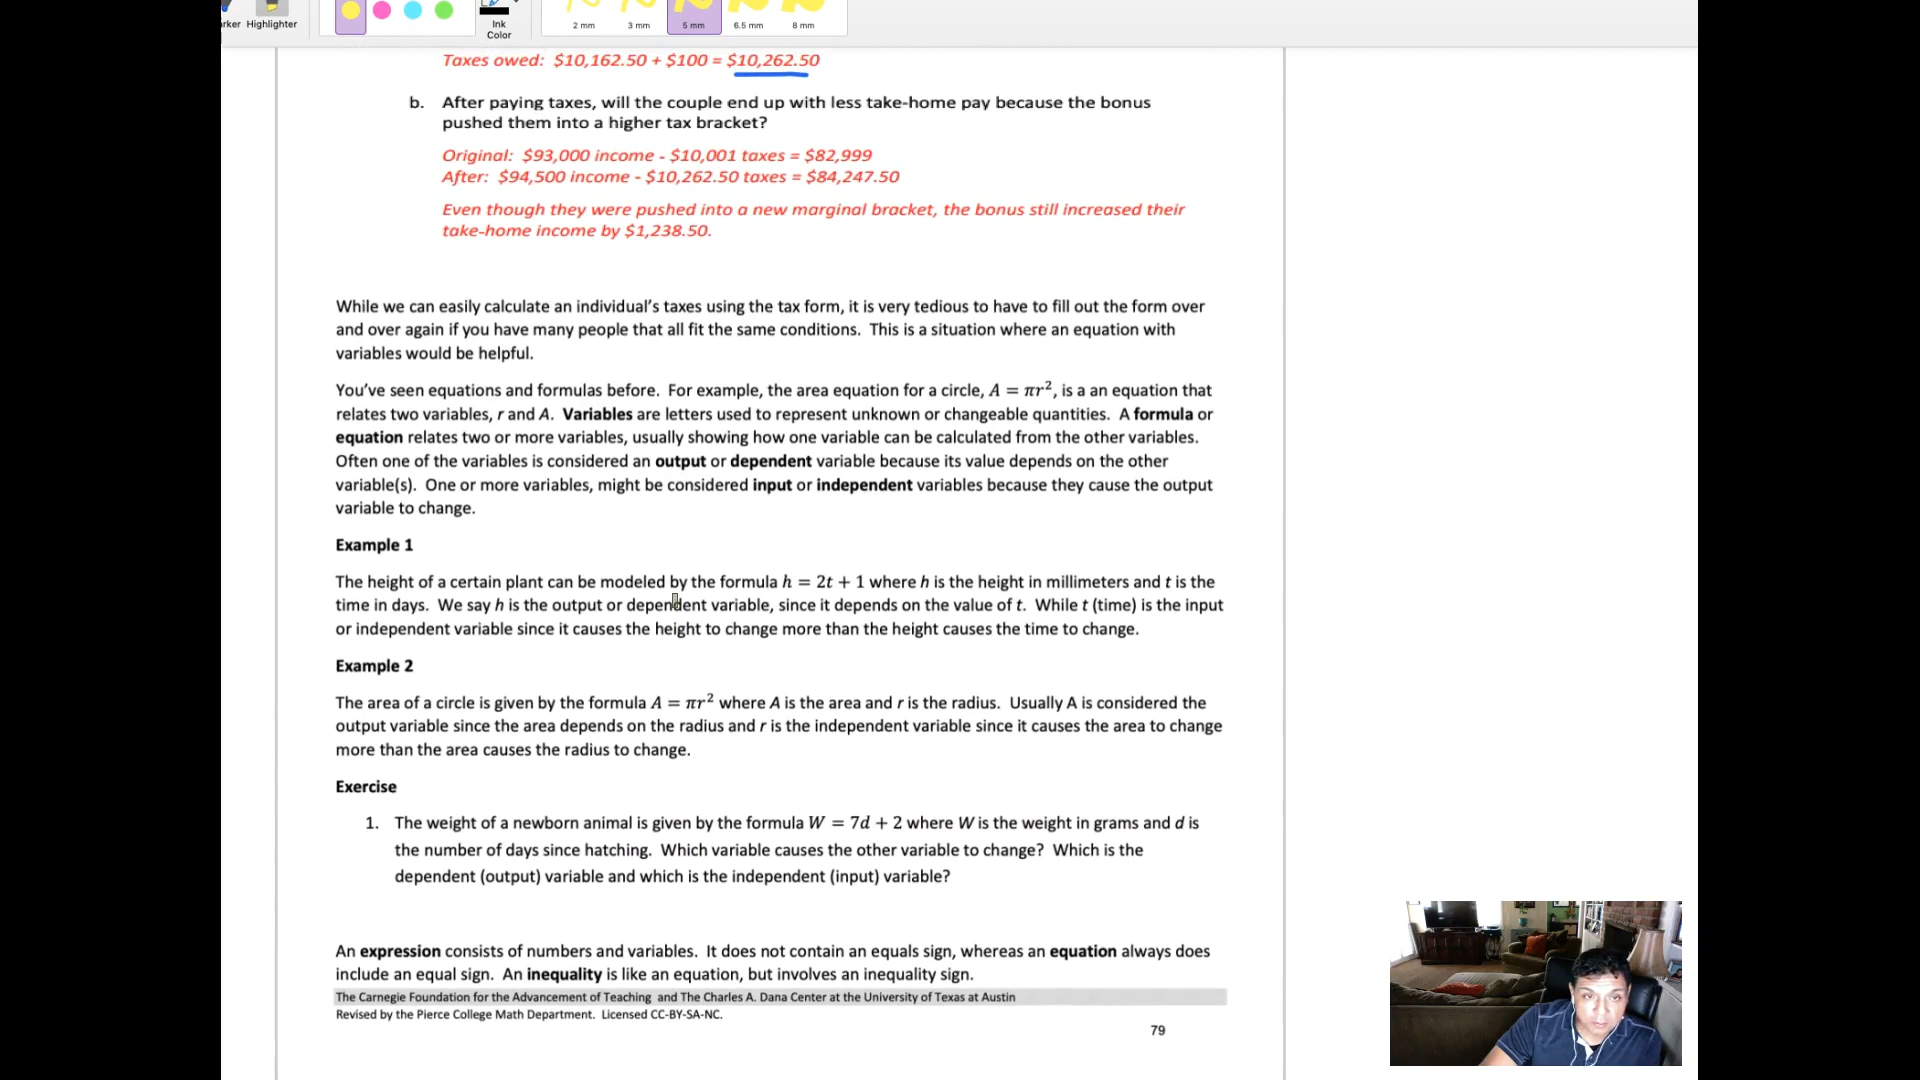 rker Highlighter
Ink
Color
2 mm 3 mm 5 mm 6.5 mm 8 mm
Taxes owed: $10,162.50 + $100 = $10,262.50
b. After paying taxes, will the couple end up with less take-home pay because the bonus
pushed them into a higher tax bracket?
Original: $93,000 income - $10,001 taxes = $82,999
After: $94,500 income - $10,262.50 taxes = $84,247.50
Even though they were pushed into a new marginal bracket, the bonus still increased their
take-home income by $1,238.50.
While we can easily calculate an individual's taxes using the tax form, it is very tedious to have to fill out the form over
and over again if you have many people that all fit the same conditions. This is a situation where an equation with
variables would be helpful.
You've seen equations and formulas before. For example, the area equation for a circle, A = πr², is a an equation that
relates two variables, r and A. Variables are letters used to represent unknown or changeable quantities. A formula or
equation relates two or more variables, usually showing how one variable can be calculated from the other variables.
Often one of the variables is considered an output or dependent variable because its value depends on the other
variable(s). One or more variables, might be considered input or independent variables because they cause the output
variable to change.
Example 1
The height of a certain plant can be modeled by the formula h = 2t + 1 where h is the height in millimeters and t is the
time in days. We say h is the output or dependent variable, since it depends on the value of t. While t (time) is the input
or independent variable since it causes the height to change more than the height causes the time to change.
Example 2
The area of a circle is given by the formula A = πr² where A is the area and r is the radius. Usually A is considered the
output variable since the area depends on the radius and r is the independent variable since it causes the area to change
more than the area causes the radius to change.
Exercise
1. The weight of a newborn animal is given by the formula W = 7d + 2 where W is the weight in grams and d is
the number of days since hatching. Which variable causes the other variable to change? Which is the
dependent (output) variable and which is the independent (input) variable?
An expression consists of numbers and variables. It does not contain an equals sign, whereas an equation always does
include an equal sign. An inequality is like an equation, but involves an inequality sign.
The Carnegie Foundation for the Advancement of Teaching and The Charles A. Dana Center at the University of Texas at Austin
Revised by the Pierce College Math Department. Licensed CC-BY-SA-NC.
79